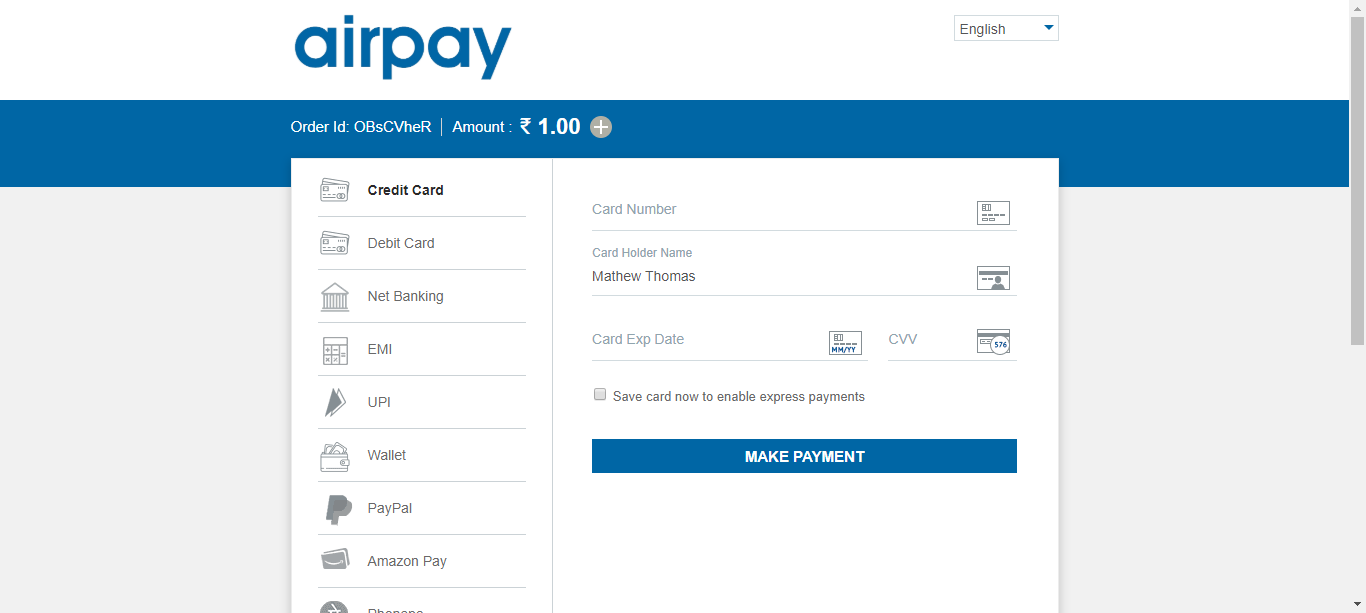 airpay
English
Order Id: OBsCVheR Amount : ₹ 1.00
Credit Card
Debit Card
Net Banking
EMI
UPI
Wallet
PayPal
Amazon Pay
Phonepe
Card Number
Card Holder Name
Mathew Thomas
Card Exp Date
MM/YY
CVV
576
Save card now to enable express payments
MAKE PAYMENT